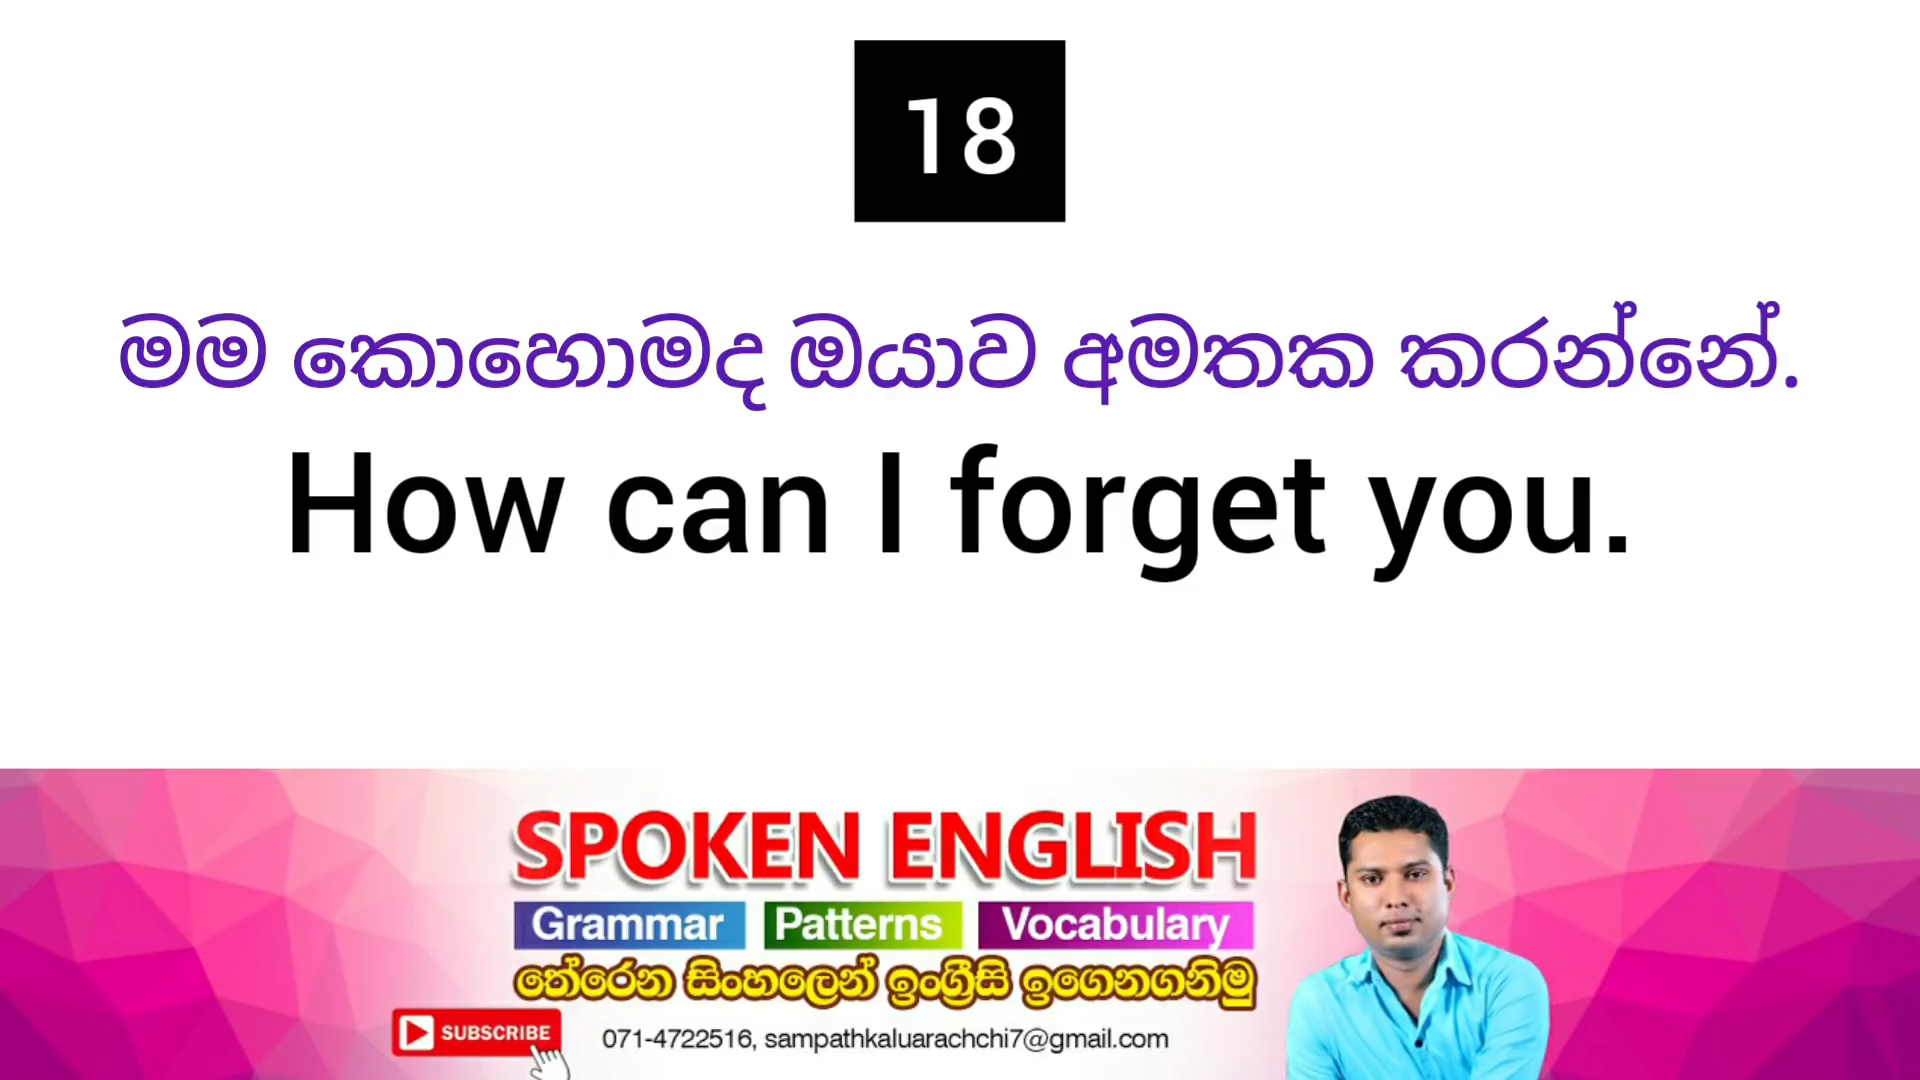 18
මම කොහොමද ඔයාව අමතක කරන්නේ.
How can I forget you.
SPOKEN ENGLISH
Grammar Patterns Vocabulary
තේරෙන සිංහලෙන් ඉංග්‍රීසි ඉගෙනගනිමු
SUBSCRIBE
071-4722516, sampathkaluarachchi7@gmail.com